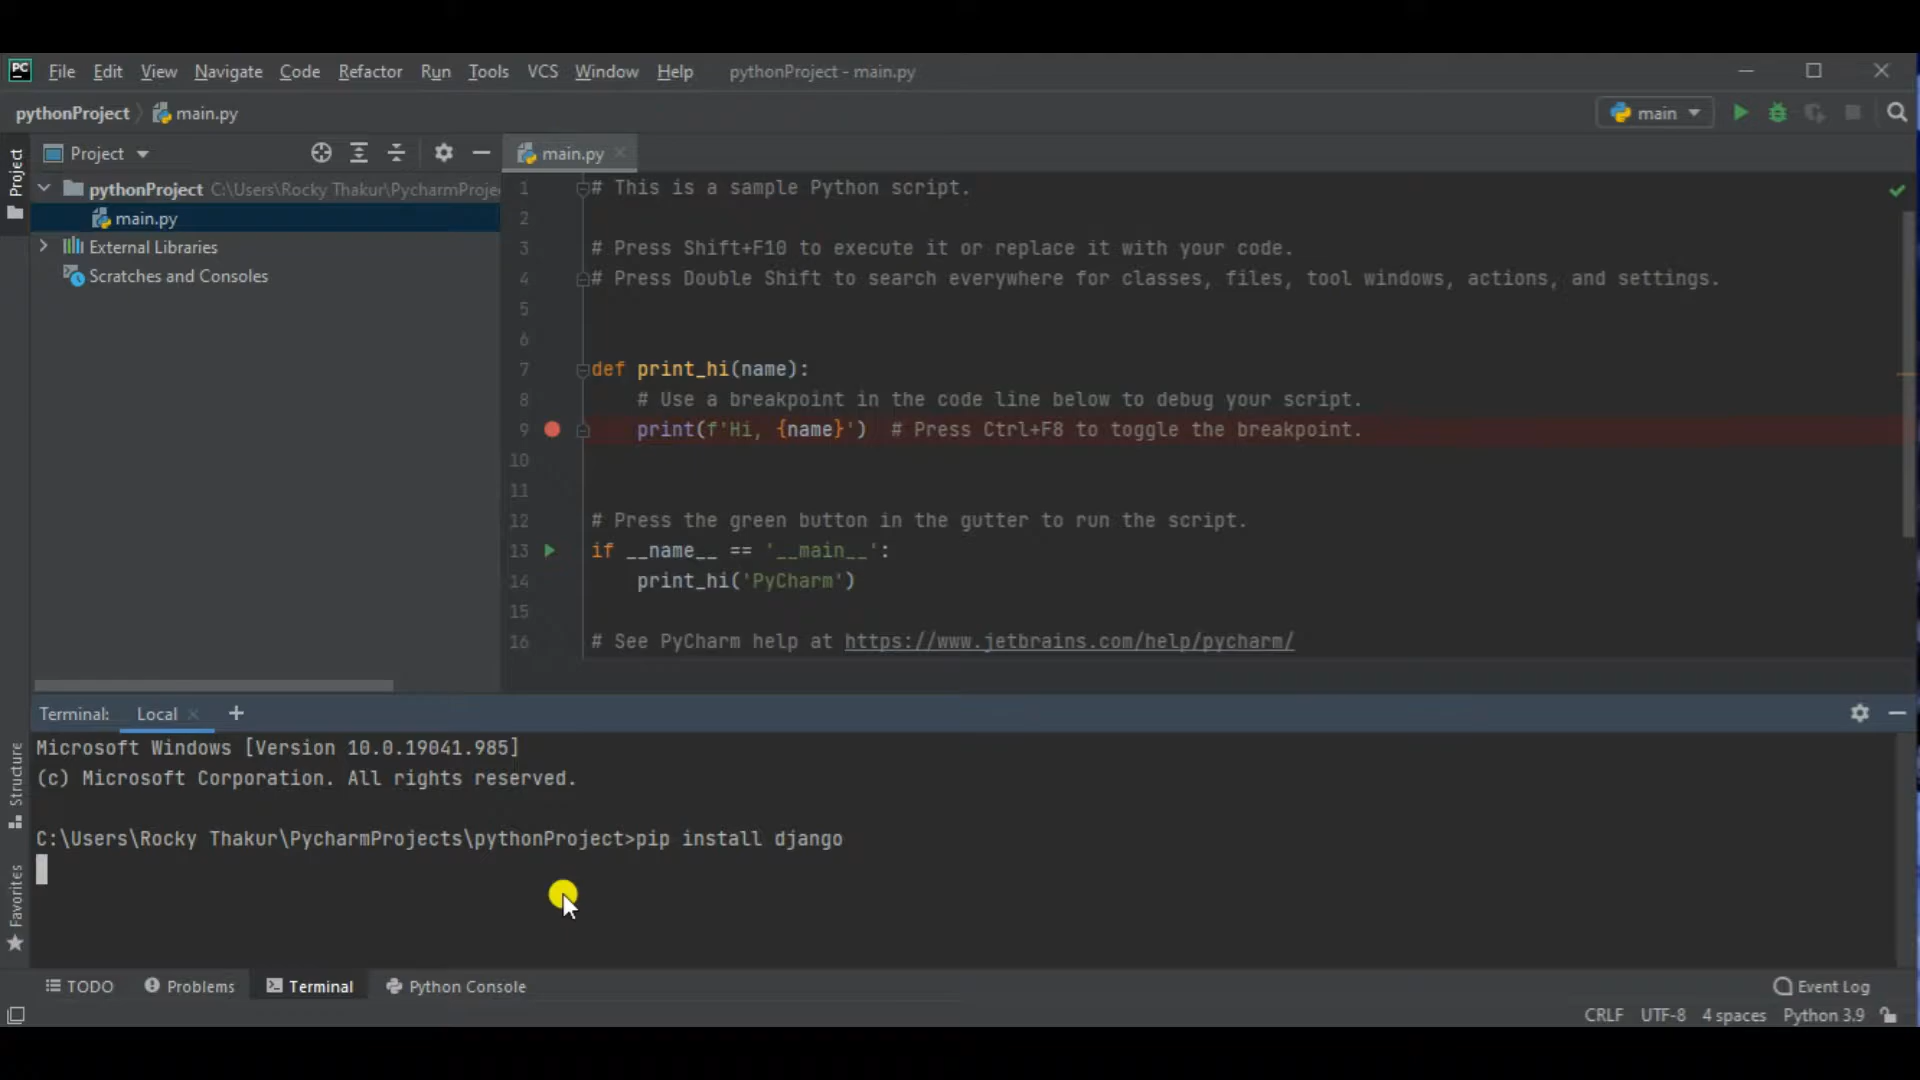 PC File Edit View Navigate Code Refactor Run Tools VCS Window Help pythonProject - main.py
pythonProject main.py main
Project Project main.py
pythonProject C:\Users\Rocky Thakur\PycharmProje
main.py
External Libraries
Scratches and Consoles
1 # This is a sample Python script.
2
3 # Press Shift+F10 to execute it or replace it with your code.
4 # Press Double Shift to search everywhere for classes, files, tool windows, actions, and settings.
5
6
7 def print_hi(name):
8 # Use a breakpoint in the code line below to debug your script.
9 print(f'Hi, {name}') # Press Ctrl+F8 to toggle the breakpoint.
10
11
12 # Press the green button in the gutter to run the script.
13 if __name__ == '__main__':
14 print_hi('PyCharm')
15
16 # See PyCharm help at https://www.jetbrains.com/help/pycharm/
Terminal: Local +
Microsoft Windows [Version 10.0.19041.985]
(c) Microsoft Corporation. All rights reserved.
C:\Users\Rocky Thakur\PycharmProjects\pythonProject>pip install django
Structure
Favorites
TODO Problems Terminal Python Console Event Log
CRLF UTF-8 4 spaces Python 3.9